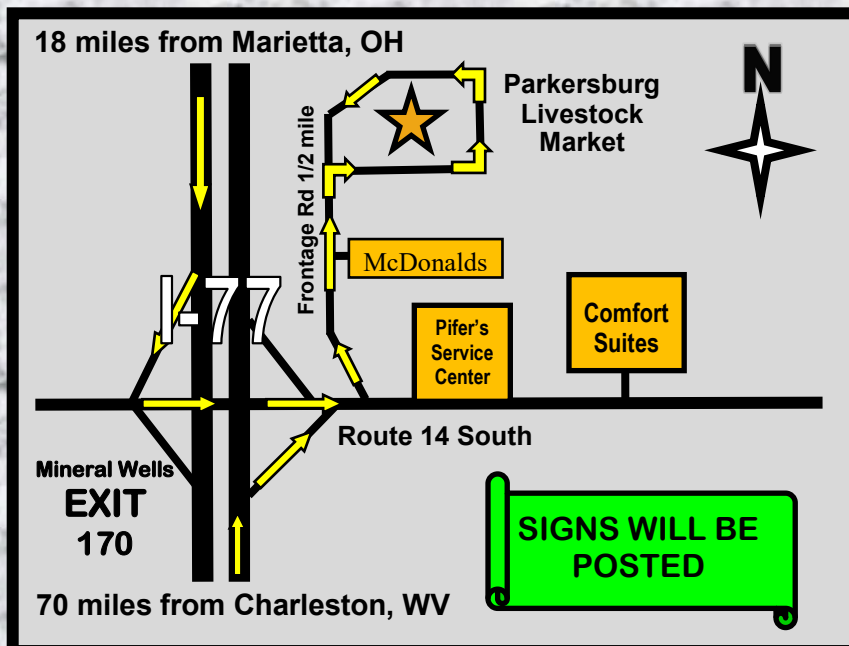 18 miles from Marietta, OH
N
Parkersburg
Livestock
Market
Frontage Rd 1/2 mile
McDonalds
I-77
Comfort
Suites
Pifer's
Service
Center
Route 14 South
Mineral Wells
EXIT
170
SIGNS WILL BE
POSTED
70 miles from Charleston, WV